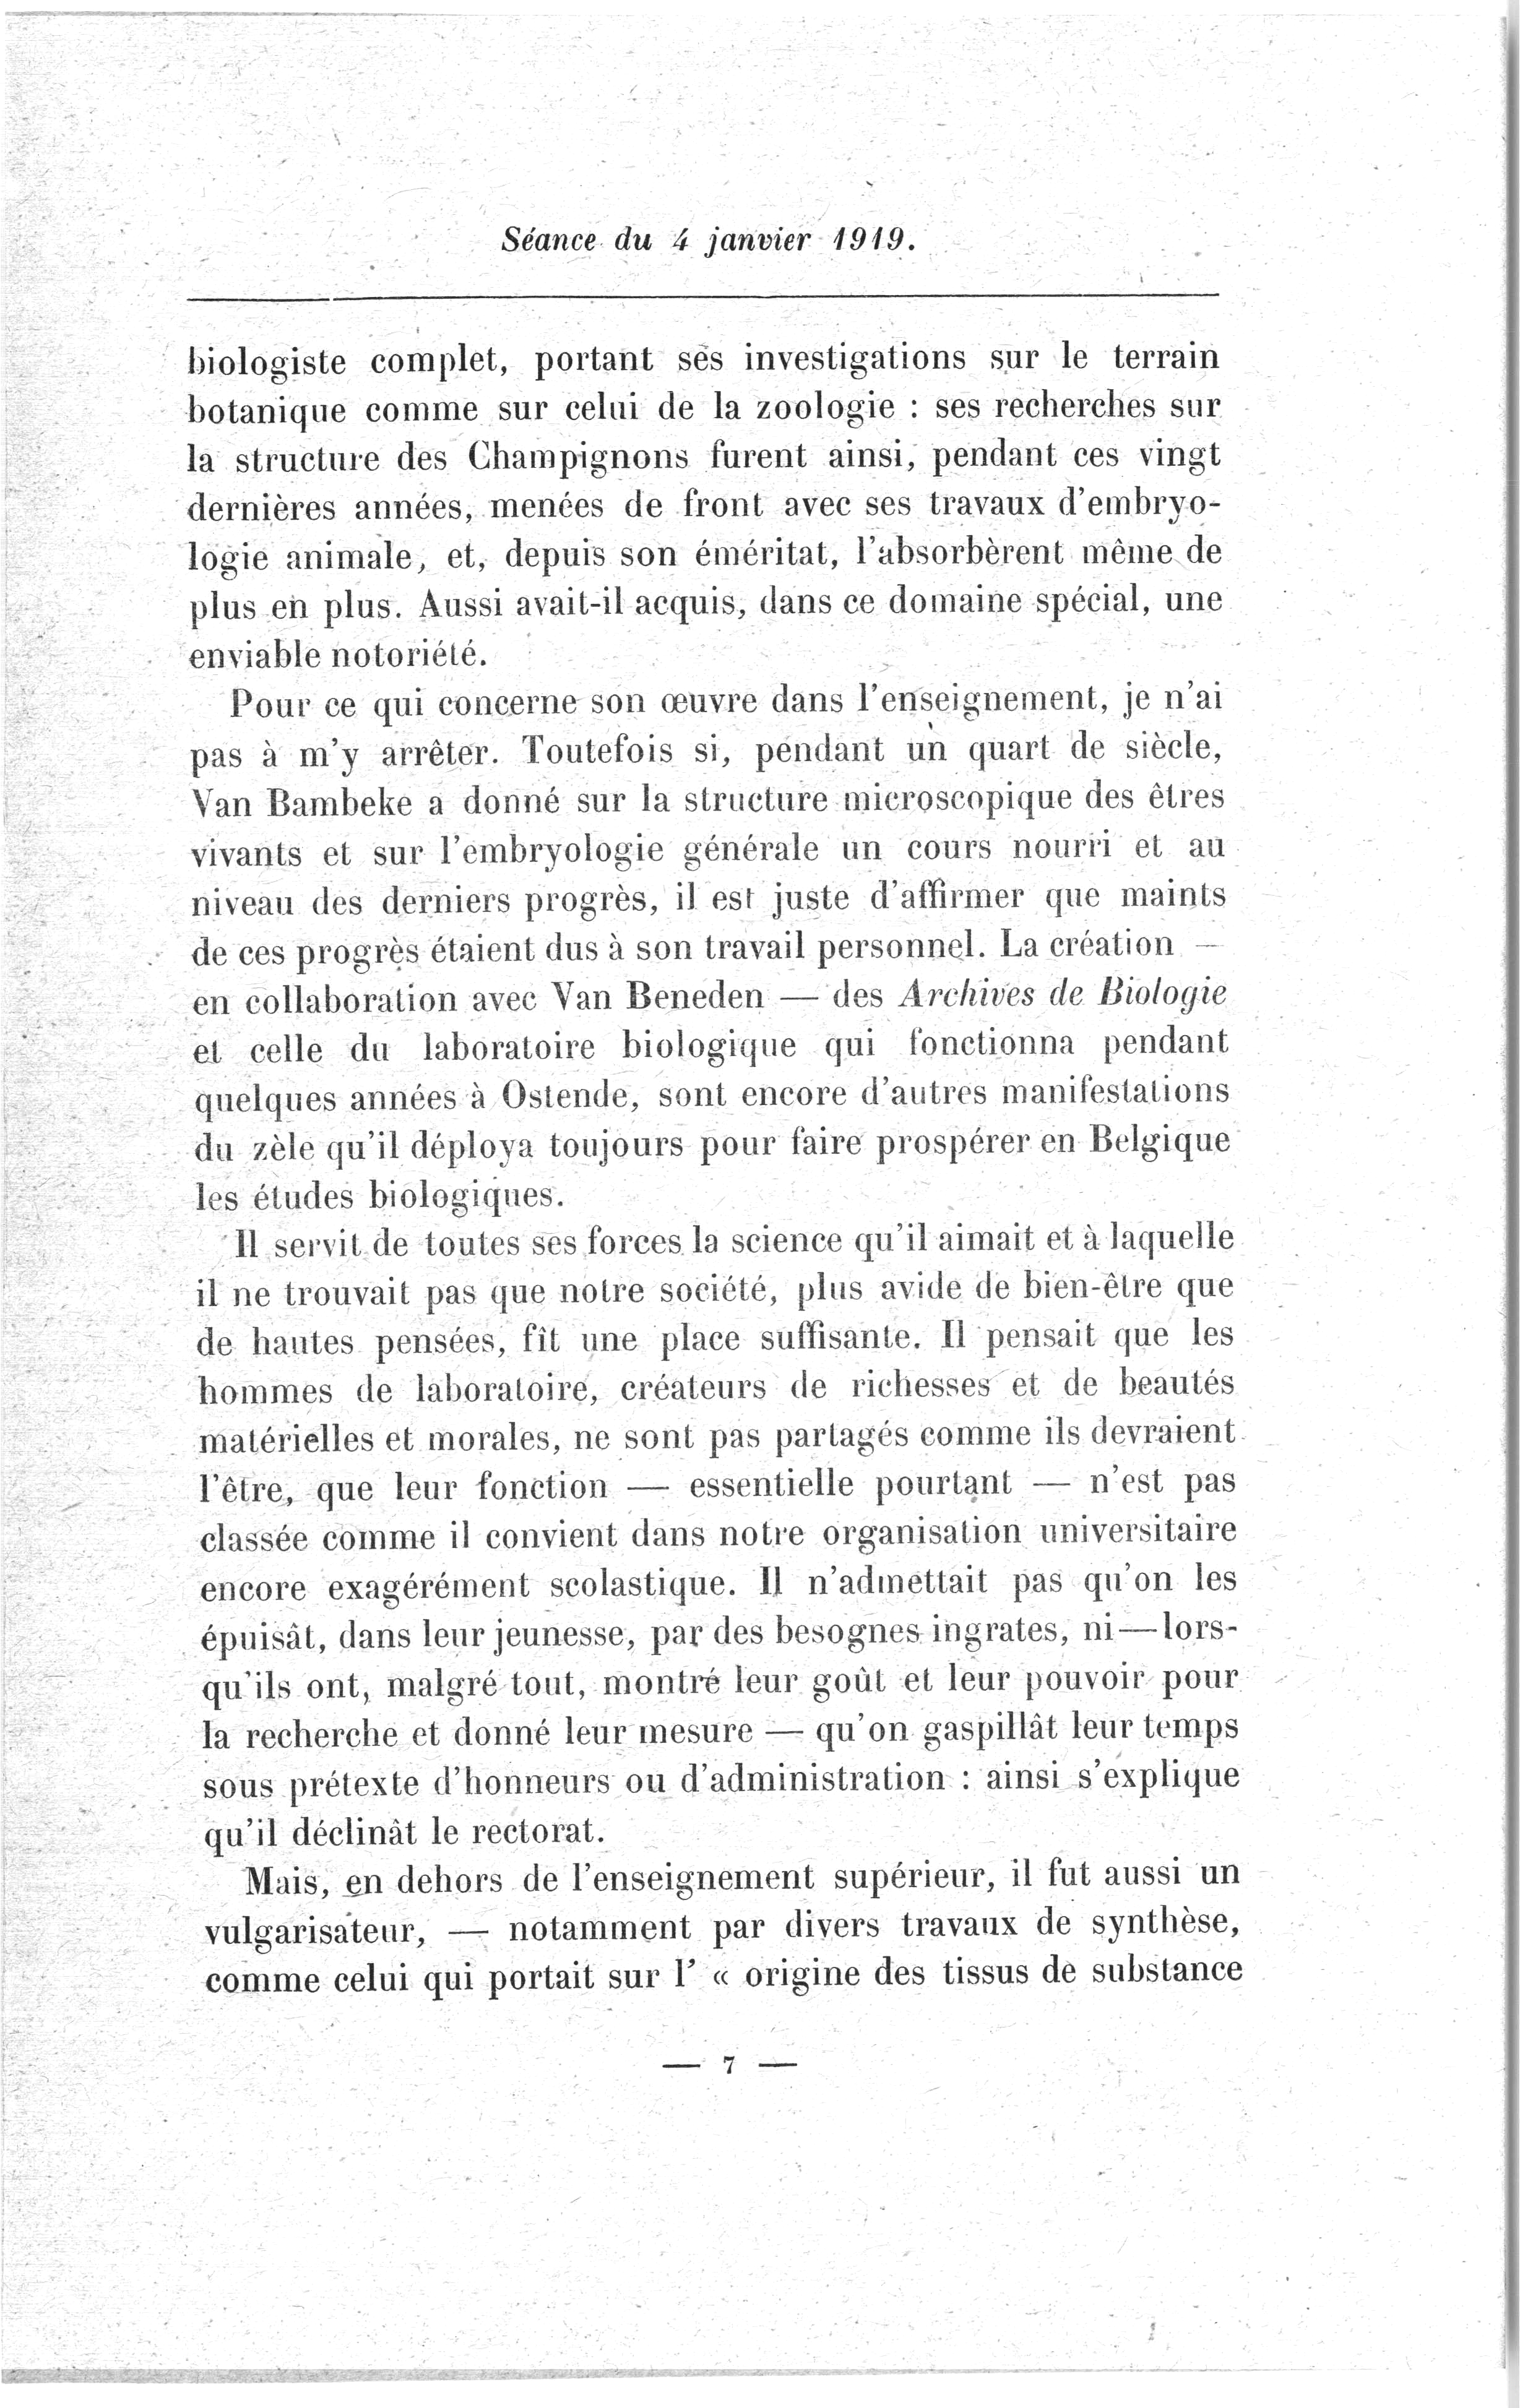 Séance du 4 janvier 1919.
biologiste complet, portant ses investigations sur le terrain
botanique comme sur celui de la zoologie : ses recherches sur
la structure des Champignons furent ainsi, pendant ces vingt
dernières années, menées de front avec ses travaux d'embryo-
logie animale, et, depuis son éméritat, l'absorbèrent même de
plus en plus. Aussi avait-il acquis, dans ce domaine spécial, une
enviable notoriété.
Pour ce qui concerne son œuvre dans l'enseignement, je n'ai
pas à m'y arrêter. Toutefois si, pendant un quart de siècle,
Van Bambeke a donné sur la structure microscopique des êtres
vivants et sur l'embryologie générale un cours nourri et au
niveau des derniers progrès, il est juste d'affirmer que maints
de ces progrès étaient dus à son travail personnel. La création —
en collaboration avec Van Beneden — des Archives de Biologie
et celle du laboratoire biologique qui fonctionna pendant
quelques années à Ostende, sont encore d'autres manifestations
du zèle qu'il déploya toujours pour faire prospérer en Belgique
les études biologiques.
Il servit de toutes ses forces la science qu'il aimait et à laquelle
il ne trouvait pas que notre société, plus avide de bien-être que
de hautes pensées, fît une place suffisante. Il pensait que les
hommes de laboratoire, créateurs de richesses et de beautés
matérielles et morales, ne sont pas partagés comme ils devraient
l'être, que leur fonction — essentielle pourtant — n'est pas
classée comme il convient dans notre organisation universitaire
encore exagérément scolastique. Il n'admettait pas qu'on les
épuisât, dans leur jeunesse, par des besognes ingrates, ni — lors-
qu'ils ont, malgré tout, montré leur goût et leur pouvoir pour
la recherche et donné leur mesure — qu'on gaspillât leur temps
sous prétexte d'honneurs ou d'administration : ainsi s'explique
qu'il déclinât le rectorat.
Mais, en dehors de l'enseignement supérieur, il fut aussi un
vulgarisateur, — notamment par divers travaux de synthèse,
comme celui qui portait sur l' « origine des tissus de substance
— 7 —